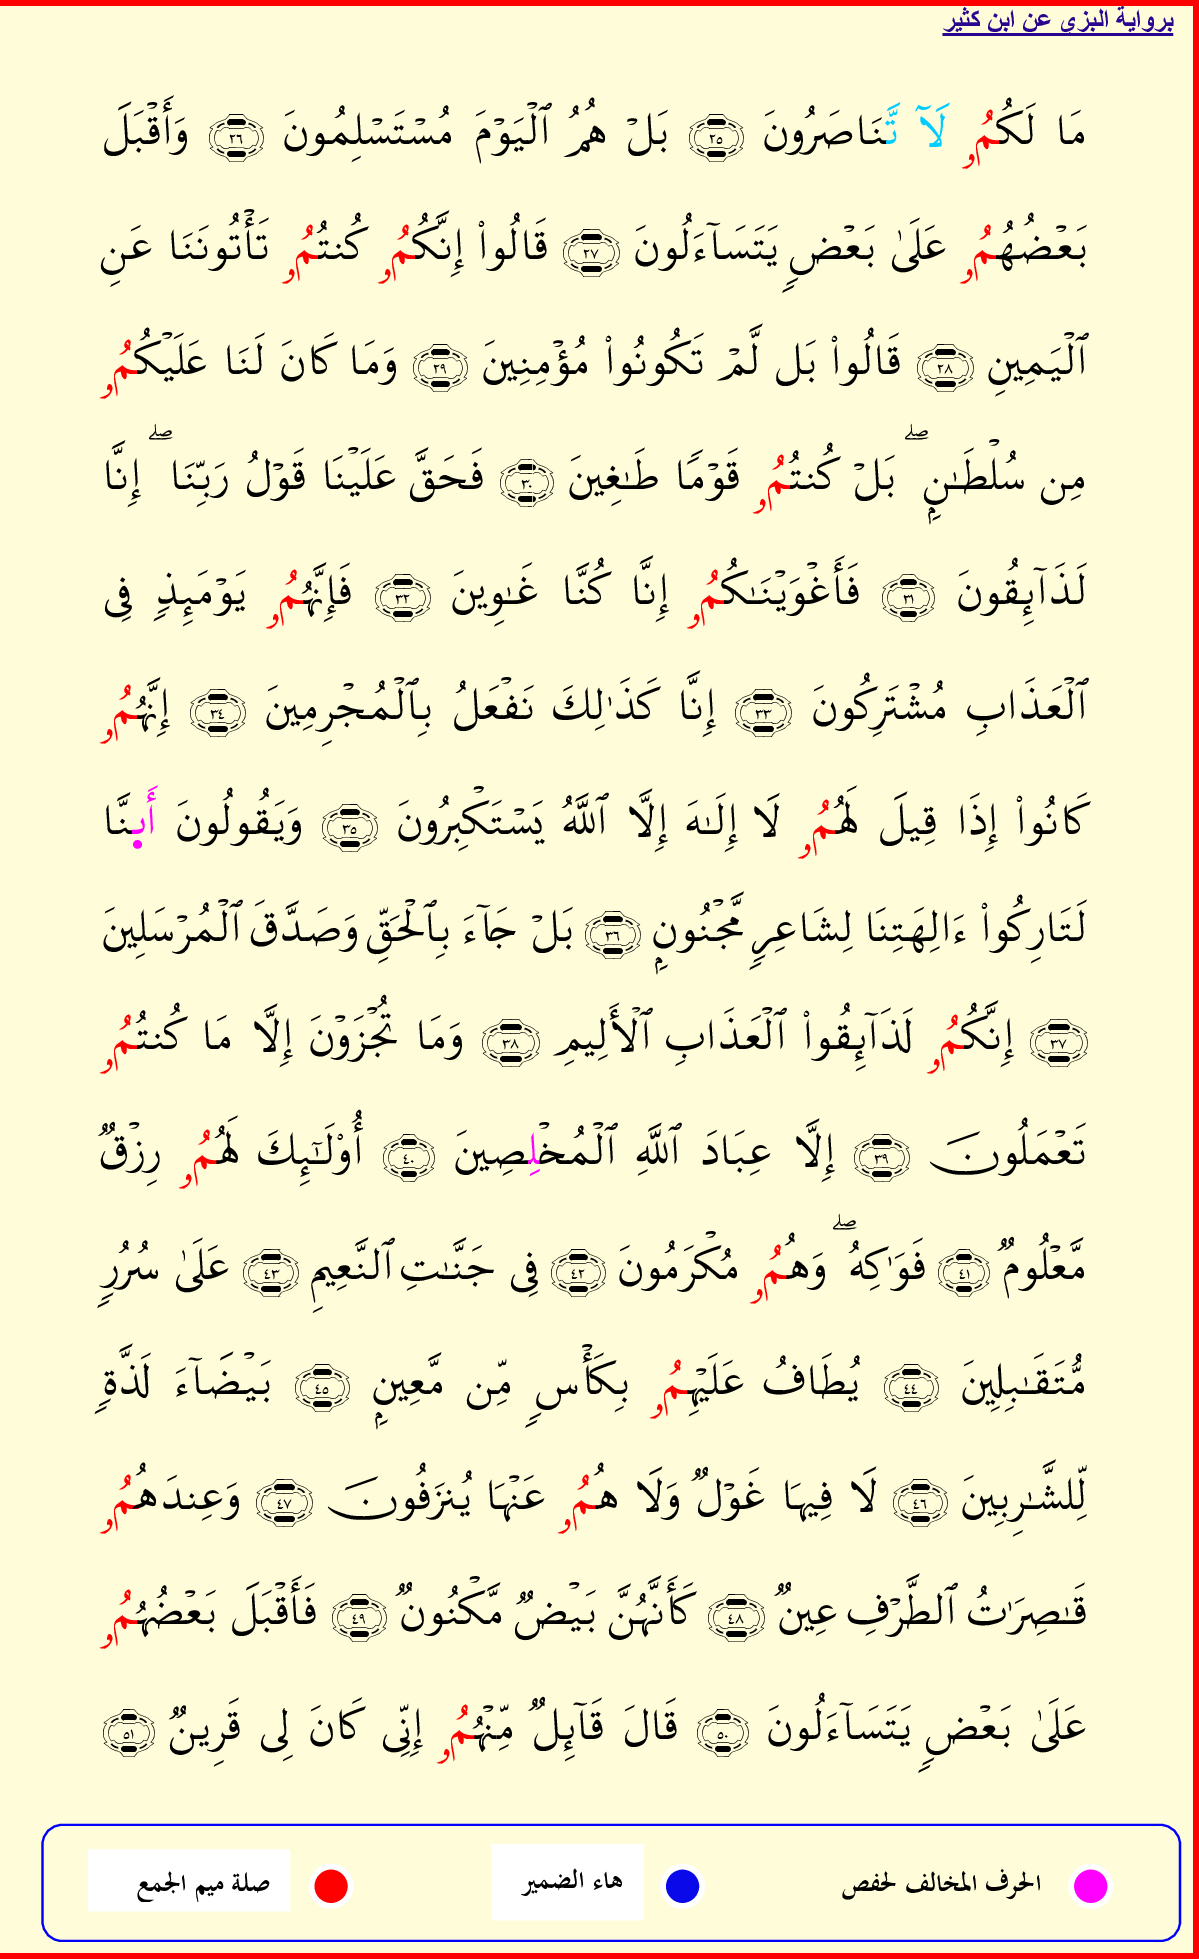 برواية البزي عن ابن كثير
مَا لَكُمُۥ لَآ تَّنَاصَرُونَ ٢٥ بَلۡ هُمُ ٱلۡيَوۡمَ مُسۡتَسۡلِمُونَ ٢٦ وَأَقۡبَلَ
بَعۡضُهُمُۥ عَلَىٰ بَعۡضٖ يَتَسَآءَلُونَ ٢٧ قَالُواْ إِنَّكُمُۥ كُنتُمُۥ تَأۡتُونَنَا عَنِ
ٱلۡيَمِينِ ٢٨ قَالُواْ بَل لَّمۡ تَكُونُواْ مُؤۡمِنِينَ ٢٩ وَمَا كَانَ لَنَا عَلَيۡكُمُۥ
مِن سُلۡطَٰنِۭۖ بَلۡ كُنتُمُۥ قَوۡمٗا طَٰغِينَ ٣٠ فَحَقَّ عَلَيۡنَا قَوۡلُ رَبِّنَاۖ إِنَّا
لَذَآئِقُونَ ٣١ فَأَغۡوَيۡنَٰكُمُۥ إِنَّا كُنَّا غَٰوِينَ ٣٢ فَإِنَّهُمُۥ يَوۡمَئِذٖ فِي
ٱلۡعَذَابِ مُشۡتَرِكُونَ ٣٣ إِنَّا كَذَٰلِكَ نَفۡعَلُ بِٱلۡمُجۡرِمِينَ ٣٤ إِنَّهُمُۥ
كَانُواْ إِذَا قِيلَ لَهُمُۥ لَا إِلَٰهَ إِلَّا ٱللَّهُ يَسۡتَكۡبِرُونَ ٣٥ وَيَقُولُونَ أَى۪نَّا
لَتَارِكُواْ ءَالِهَتِنَا لِشَاعِرٖ مَّجۡنُونِۭ ٣٦ بَلۡ جَآءَ بِٱلۡحَقِّ وَصَدَّقَ ٱلۡمُرۡسَلِينَ
٣٧ إِنَّكُمُۥ لَذَآئِقُواْ ٱلۡعَذَابِ ٱلۡأَلِيمِ ٣٨ وَمَا تُجۡزَوۡنَ إِلَّا مَا كُنتُمُۥ
تَعۡمَلُونَ ٣٩ إِلَّا عِبَادَ ٱللَّهِ ٱلۡمُخۡلِصِينَ ٤٠ أُوْلَٰٓئِكَ لَهُمُۥ رِزۡقٞ
مَّعۡلُومٞ ٤١ فَوَٰكِهُۖ وَهُمُۥ مُكۡرَمُونَ ٤٢ فِي جَنَّٰتِ ٱلنَّعِيمِ ٤٣ عَلَىٰ سُرُرٖ
مُّتَقَٰبِلِينَ ٤٤ يُطَافُ عَلَيۡهِمُۥ بِكَأۡسٖ مِّن مَّعِينِۭ ٤٥ بَيۡضَآءَ لَذَّةٖ
لِّلشَّٰرِبِينَ ٤٦ لَا فِيهَا غَوۡلٞ وَلَا هُمُۥ عَنۡهَا يُنزَفُونَ ٤٧ وَعِندَهُمُۥ
قَٰصِرَٰتُ ٱلطَّرۡفِ عِينٞ ٤٨ كَأَنَّهُنَّ بَيۡضٞ مَّكۡنُونٞ ٤٩ فَأَقۡبَلَ بَعۡضُهُمُۥ
عَلَىٰ بَعۡضٖ يَتَسَآءَلُونَ ٥٠ قَالَ قَآئِلٞ مِّنۡهُمُۥ إِنِّي كَانَ لِي قَرِينٞ ٥١
الحرف المخالف لحفص هاء الضمير صلة ميم الجمع